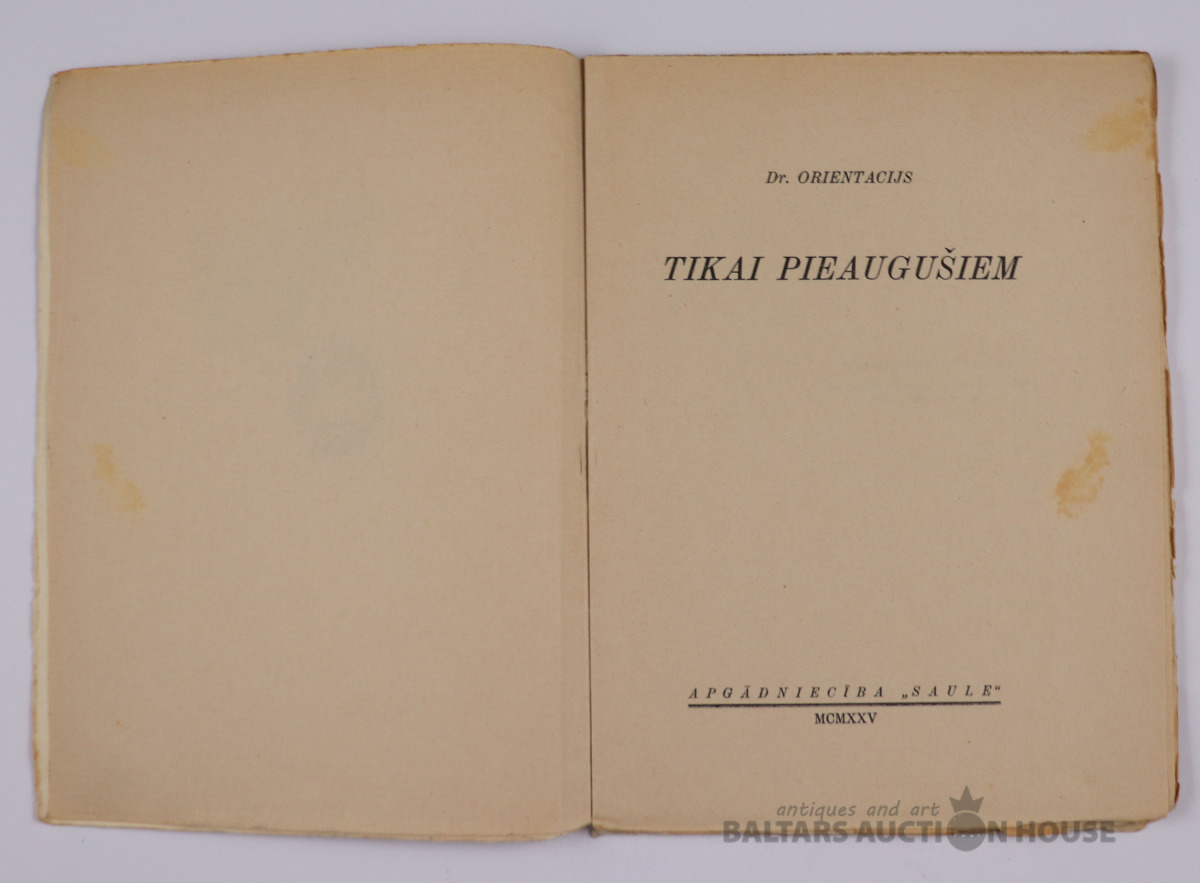 Dr. ORIENTACIJS
TIKAI PIEAUGUŠIEM
APGĀDNIECĪBA „SAULE“
MCMXXV
antiques and art
BALTARS AUCTION HOUSE